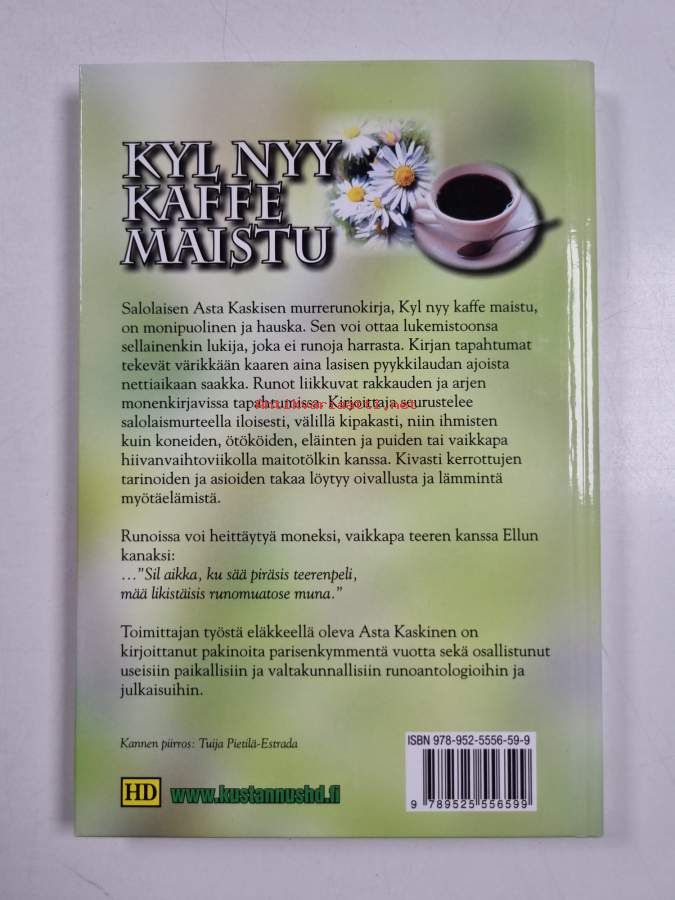 KYL NYY
KAFFE
MAISTU
Salolaisen Asta Kaskisen murrerunokirja, Kyl nyy kaffe maistu,
on monipuolinen ja hauska. Sen voi ottaa lukemistoonsa
sellainenkin lukija, joka ei runoja harrasta. Kirjan tapahtumat
tekevät värikkään kaaren aina lasisen pyykkilaudan ajoista
nettiaikaan saakka. Runot liikkuvat rakkauden ja arjen
monenkirjavissa tapahtumissa. Kirjoittaja seurustelee
Antikvariaatti.net
salolaismurteella iloisesti, välillä kipakasti, niin ihmisten
kuin koneiden, ötököiden, eläinten ja puiden tai vaikkapa
hiivanvaihtoviikolla maitotölkin kanssa. Kivasti kerrottujen
tarinoiden ja asioiden takaa löytyy oivallusta ja lämmintä
myötäelämistä.
Runoissa voi heittäytyä moneksi, vaikkapa teeren kanssa Ellun
kanaksi:
…"Sil aikka, ku sää piräsis teerenpeli,
mää likistäisis runomuatose muna."
Toimittajan työstä eläkkeellä oleva Asta Kaskinen on
kirjoittanut pakinoita parisenkymmentä vuotta sekä osallistunut
useisiin paikallisiin ja valtakunnallisiin runoantologioihin ja
julkaisuihin.
Kannen piirros: Tuija Pietilä-Estrada
ISBN 978-952-5556-59-9
9 789525 556599
HD www.kustannushd.fi